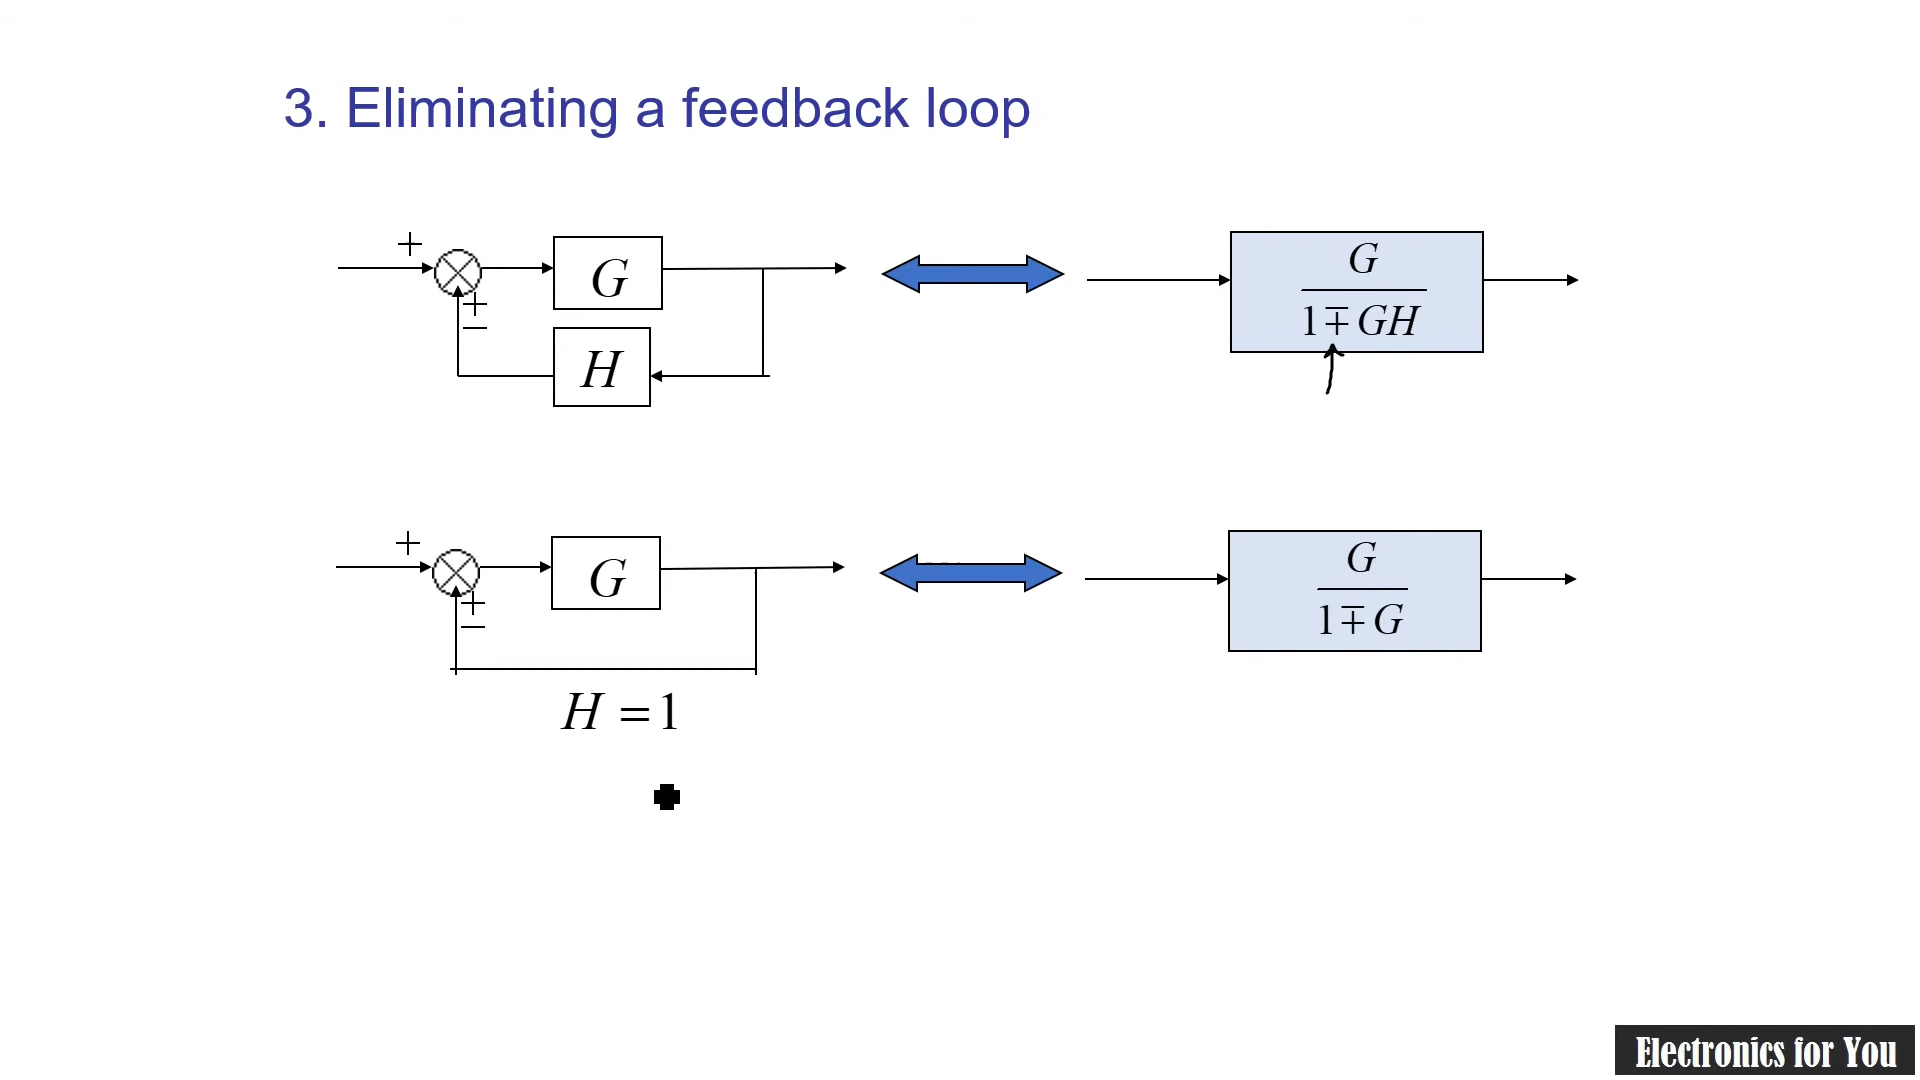 3. Eliminating a feedback loop
+
G
+
−
H
G
1 ∓ GH
+
G
+
−
G
1 ∓ G
H = 1
Electronics for You